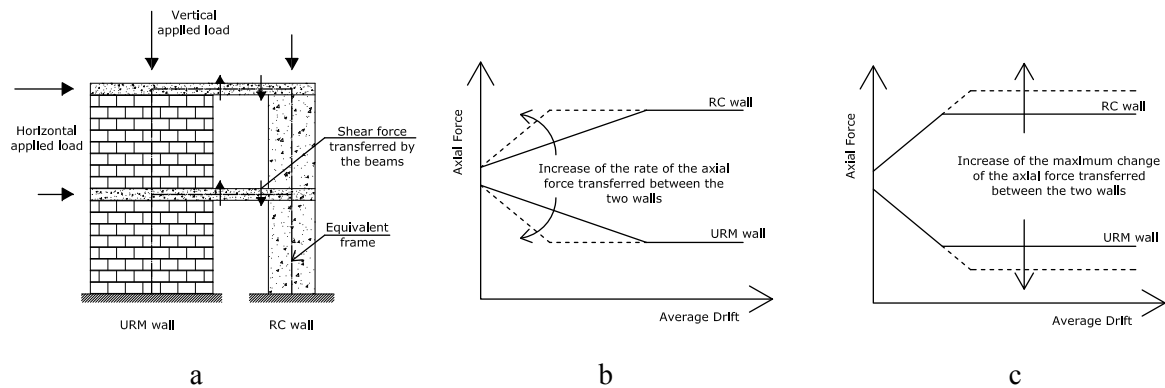 Vertical
applied load
Horizontal
applied load
Shear force
transferred by
the beams
Equivalent
frame
URM wall
RC wall
a
Axial Force
RC wall
Increase of the rate of the axial
force transferred between the
two walls
URM wall
Average Drift
b
Axial Force
RC wall
Increase of the maximum change
of the axial force transferred
between the two walls
URM wall
Average Drift
c